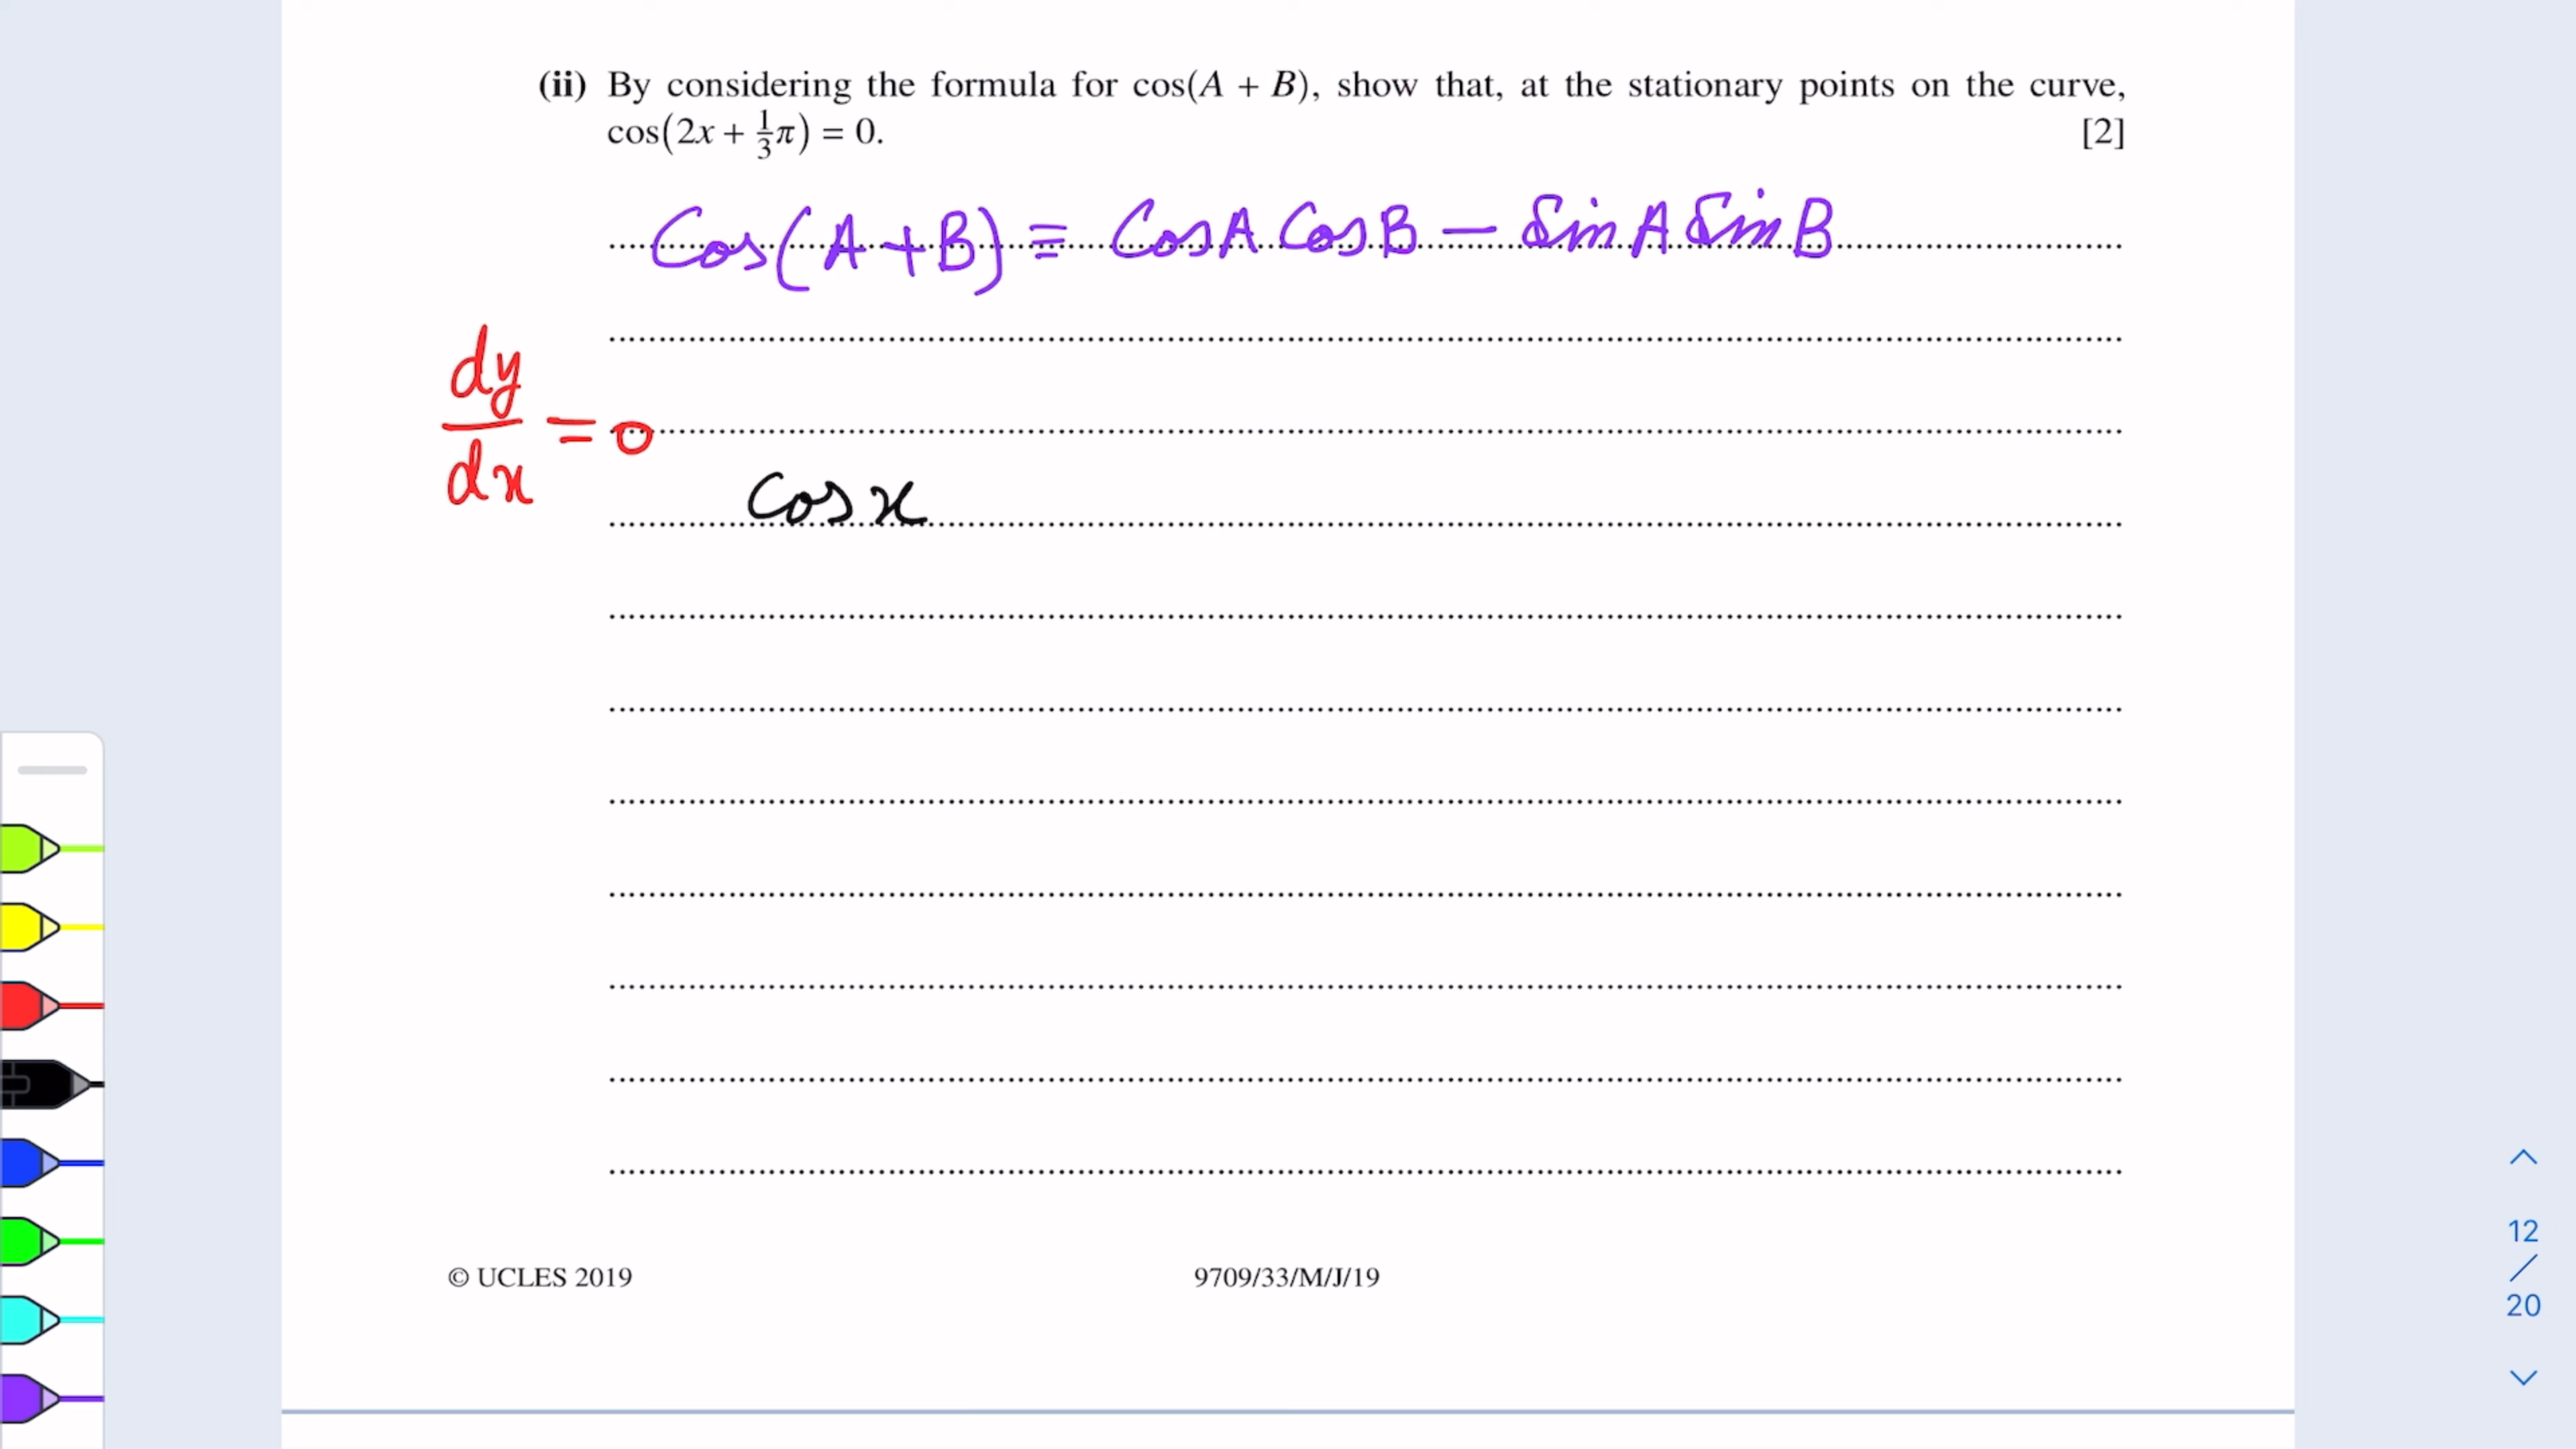 (ii) By considering the formula for cos(A + B), show that, at the stationary points on the curve,
cos(2x + 1/3 π) = 0. [2]
Cos(A+B) ≡ CosA CosB − SinA SinB
dy/dx = 0
Cos x
© UCLES 2019 9709/33/M/J/19
12
/
20